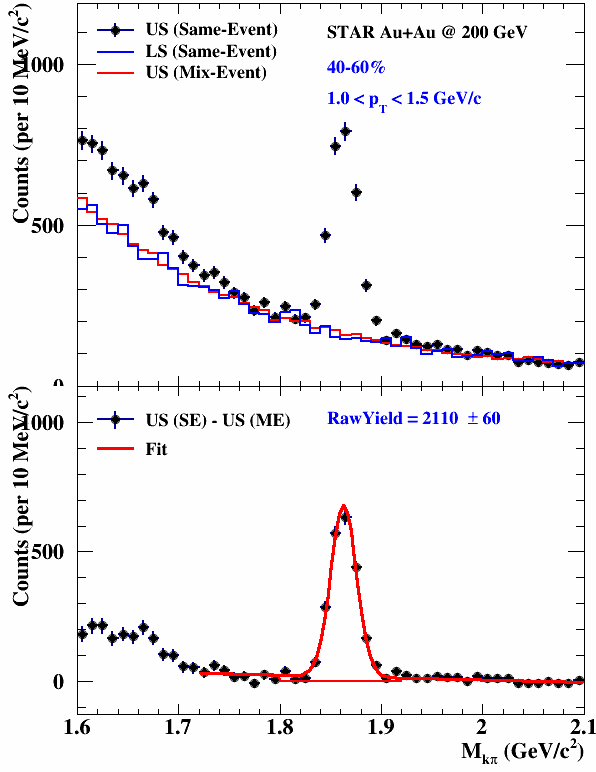 US (Same-Event)
LS (Same-Event)
US (Mix-Event)
STAR Au+Au @ 200 GeV
40-60%
1.0 < p_T < 1.5 GeV/c
Counts (per 10 MeV/c²)
1000
500
0
US (SE) - US (ME)
Fit
RawYield = 2110 ± 60
Counts (per 10 MeV/c²)
1000
500
0
1.6 1.7 1.8 1.9 2 2.1
M_kπ (GeV/c²)